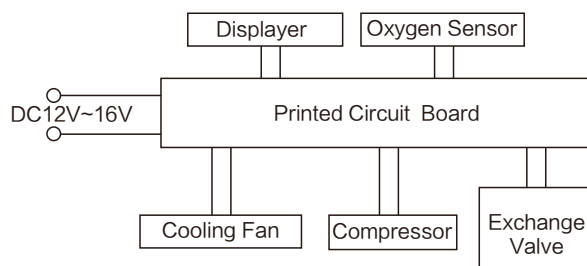 Displayer
Oxygen Sensor
DC12V~16V
Printed Circuit Board
Cooling Fan
Compressor
Exchange
Valve